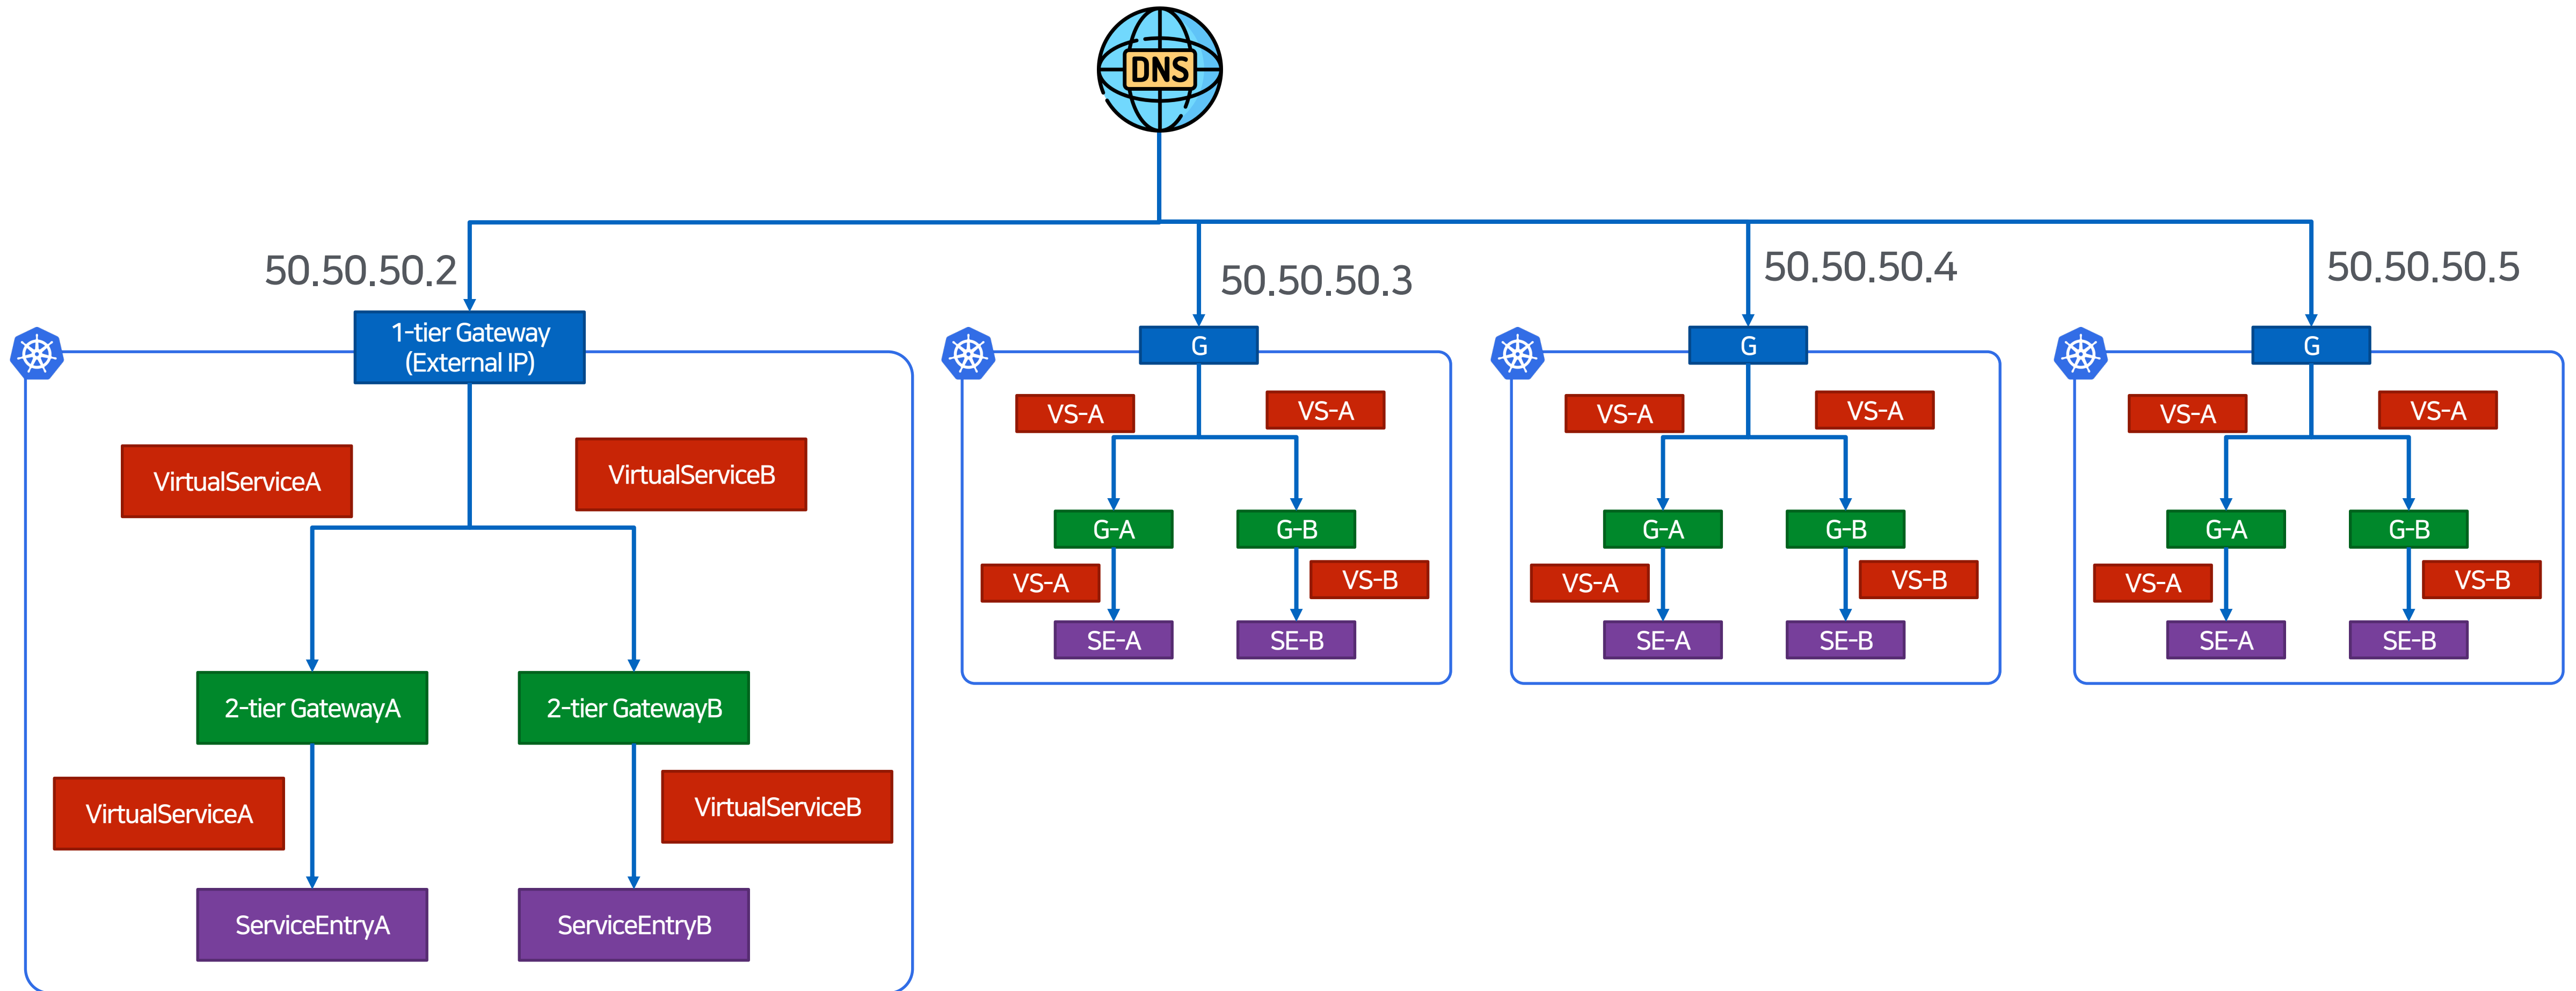 DNS
50.50.50.2
50.50.50.3
50.50.50.4
50.50.50.5
1-tier Gateway
(External IP)
VirtualServiceA
VirtualServiceB
2-tier GatewayA
2-tier GatewayB
VirtualServiceA
VirtualServiceB
ServiceEntryA
ServiceEntryB
G
VS-A
VS-A
G-A
G-B
VS-A
VS-B
SE-A
SE-B
G
VS-A
VS-A
G-A
G-B
VS-A
VS-B
SE-A
SE-B
G
VS-A
VS-A
G-A
G-B
VS-A
VS-B
SE-A
SE-B